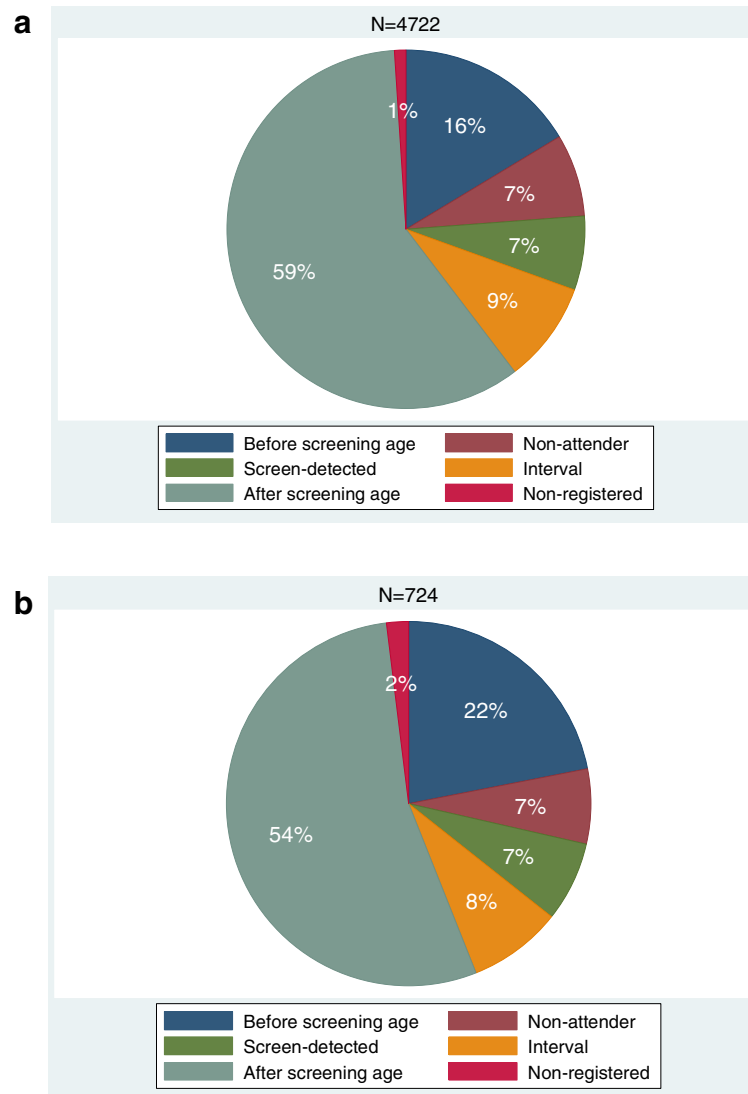 a
N=4722
1%
16%
7%
7%
59%
9%
Before screening age Non-attender
Screen-detected Interval
After screening age Non-registered
b
N=724
2%
22%
7%
54%
7%
8%
Before screening age Non-attender
Screen-detected Interval
After screening age Non-registered